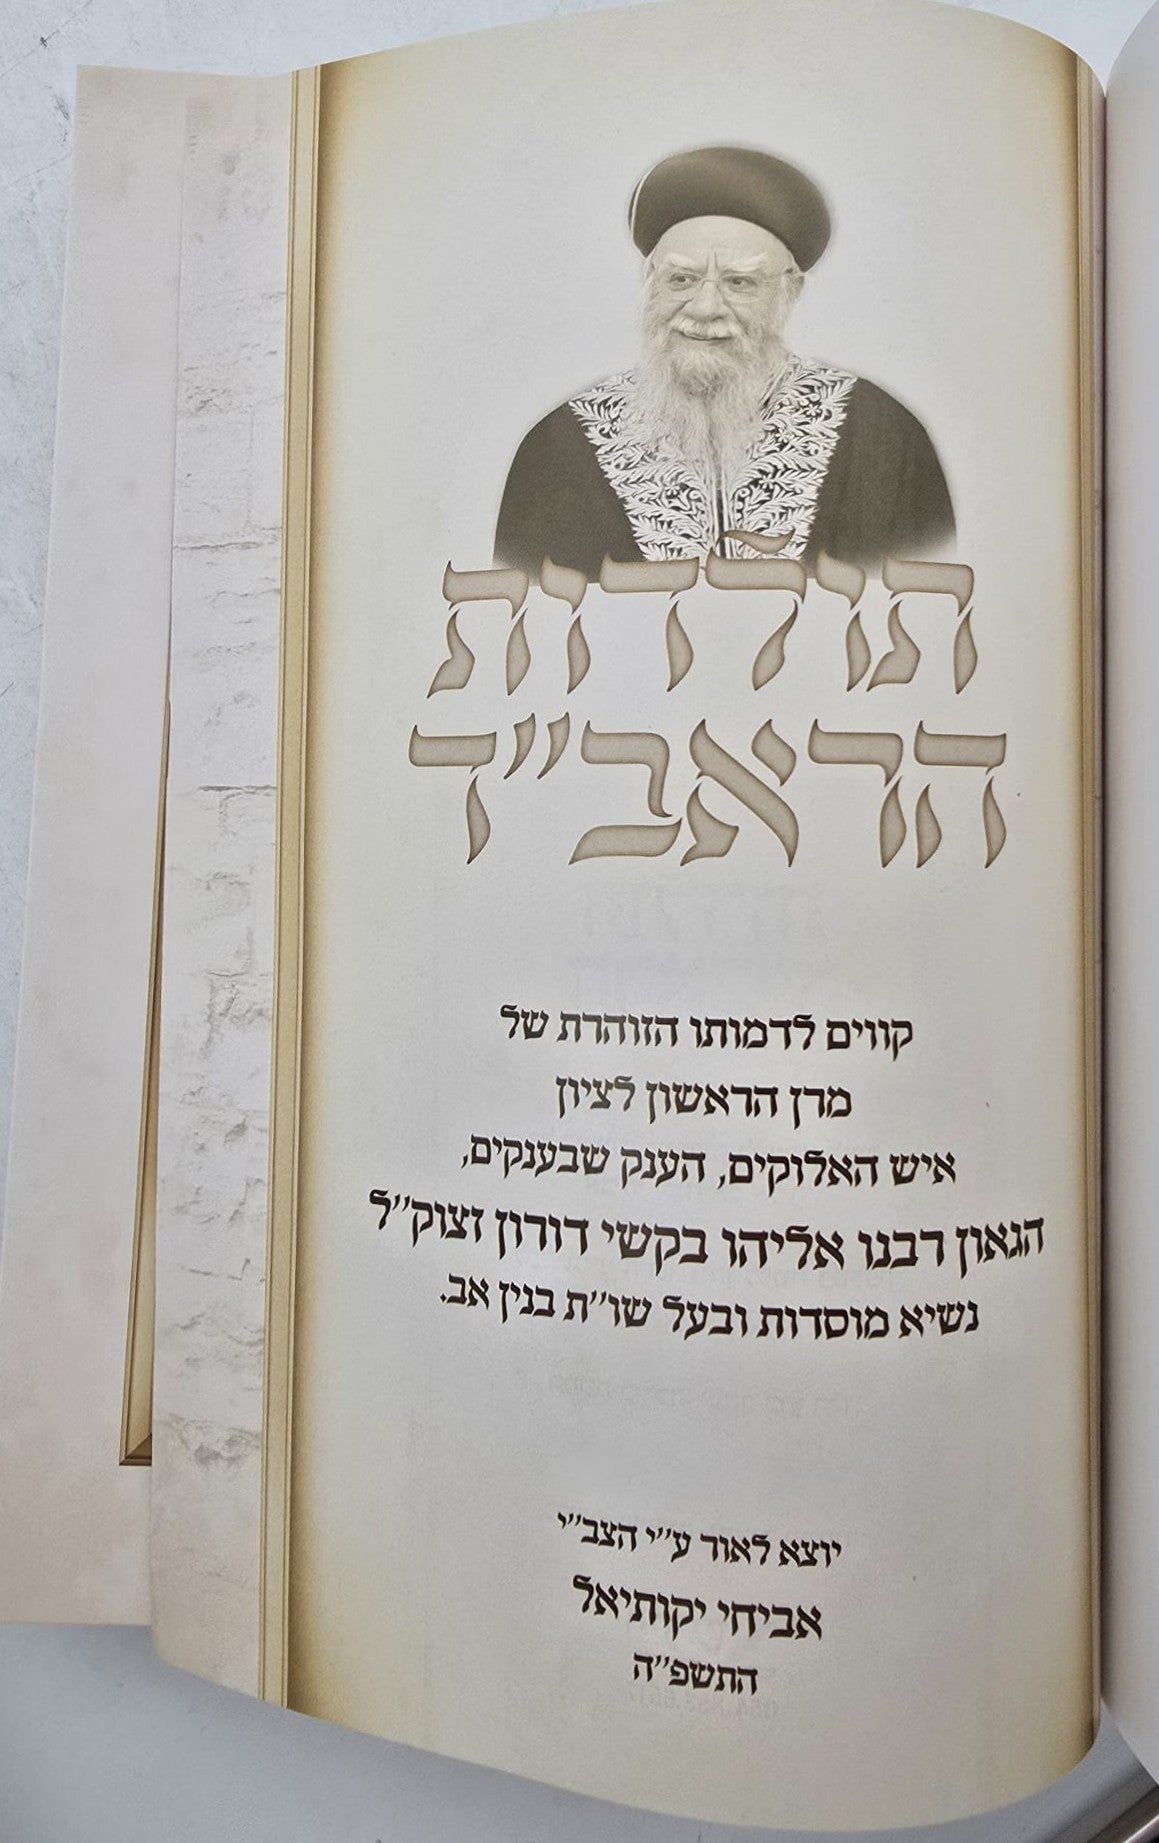 תולדות
הראב"ד
קווים לדמותו הזוהרת של
מרן הראשון לציון
איש האלוקים, הענק שבענקים,
הגאון רבנו אליהו בקשי דורון זצוק"ל
נשיא מוסדות ובעל שו"ת בנין אב.
יוצא לאור ע"י הצב"י
אביחי יקותיאל
התשפ"ה